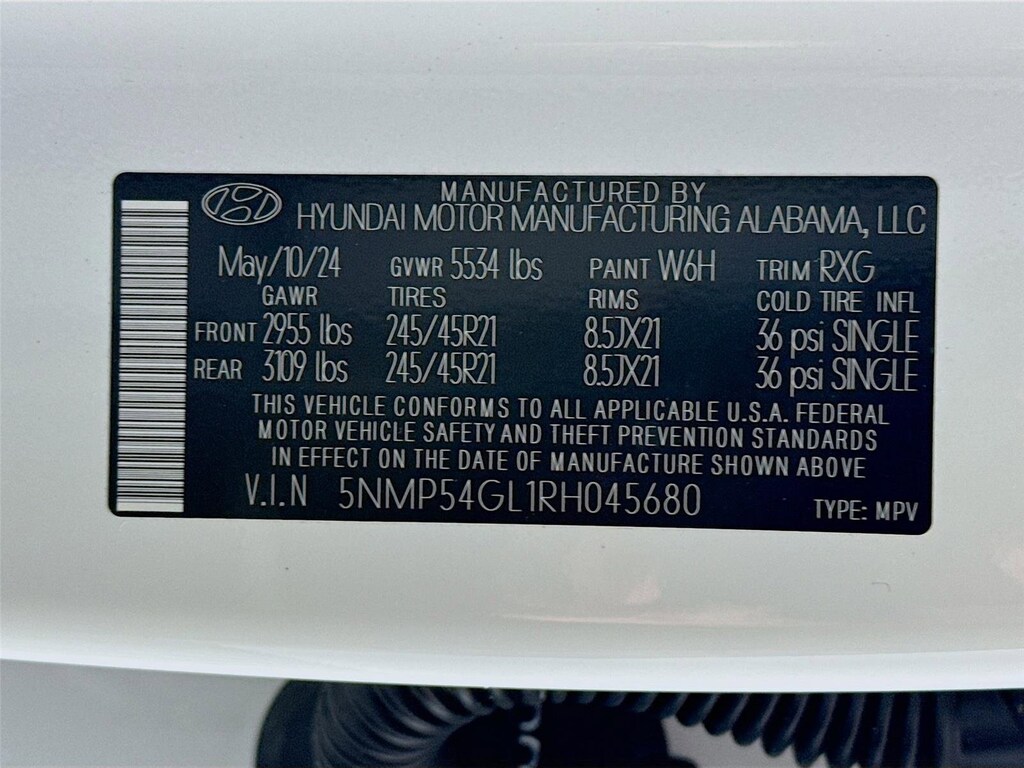 MANUFACTURED BY
HYUNDAI MOTOR MANUFACTURING ALABAMA, LLC
May/10/24 GVWR 5534 lbs PAINT W6H TRIM RXG
GAWR TIRES RIMS COLD TIRE INFL
FRONT 2955 lbs 245/45R21 8.5JX21 36 psi SINGLE
REAR 3109 lbs 245/45R21 8.5JX21 36 psi SINGLE
THIS VEHICLE CONFORMS TO ALL APPLICABLE U.S.A. FEDERAL
MOTOR VEHICLE SAFETY AND THEFT PREVENTION STANDARDS
IN EFFECT ON THE DATE OF MANUFACTURE SHOWN ABOVE
V.I.N 5NMP54GL1RH045680 TYPE: MPV